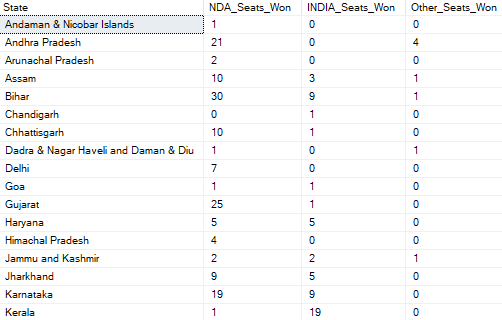 State NDA_Seats_Won INDIA_Seats_Won Other_Seats_Won
Andaman & Nicobar Islands 1 0 0
Andhra Pradesh 21 0 4
Arunachal Pradesh 2 0 0
Assam 10 3 1
Bihar 30 9 1
Chandigarh 0 1 0
Chhattisgarh 10 1 0
Dadra & Nagar Haveli and Daman & Diu 1 0 1
Delhi 7 0 0
Goa 1 1 0
Gujarat 25 1 0
Haryana 5 5 0
Himachal Pradesh 4 0 0
Jammu and Kashmir 2 2 1
Jharkhand 9 5 0
Karnataka 19 9 0
Kerala 1 19 0